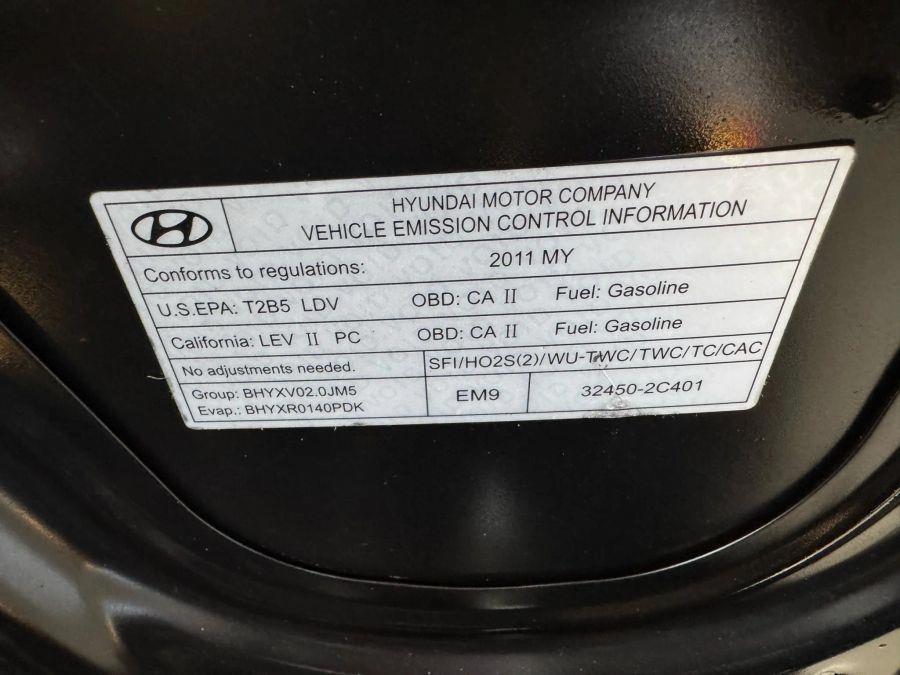 HYUNDAI MOTOR COMPANY
VEHICLE EMISSION CONTROL INFORMATION
Conforms to regulations: 2011 MY
U.S.EPA: T2B5 LDV OBD: CA II Fuel: Gasoline
California: LEV II PC OBD: CA II Fuel: Gasoline
No adjustments needed. SFI/HO2S(2)/WU-TWC/TWC/TC/CAC
Group: BHYXV02.0JM5
Evap.: BHYXR0140PDK
EM9 32450-2C401